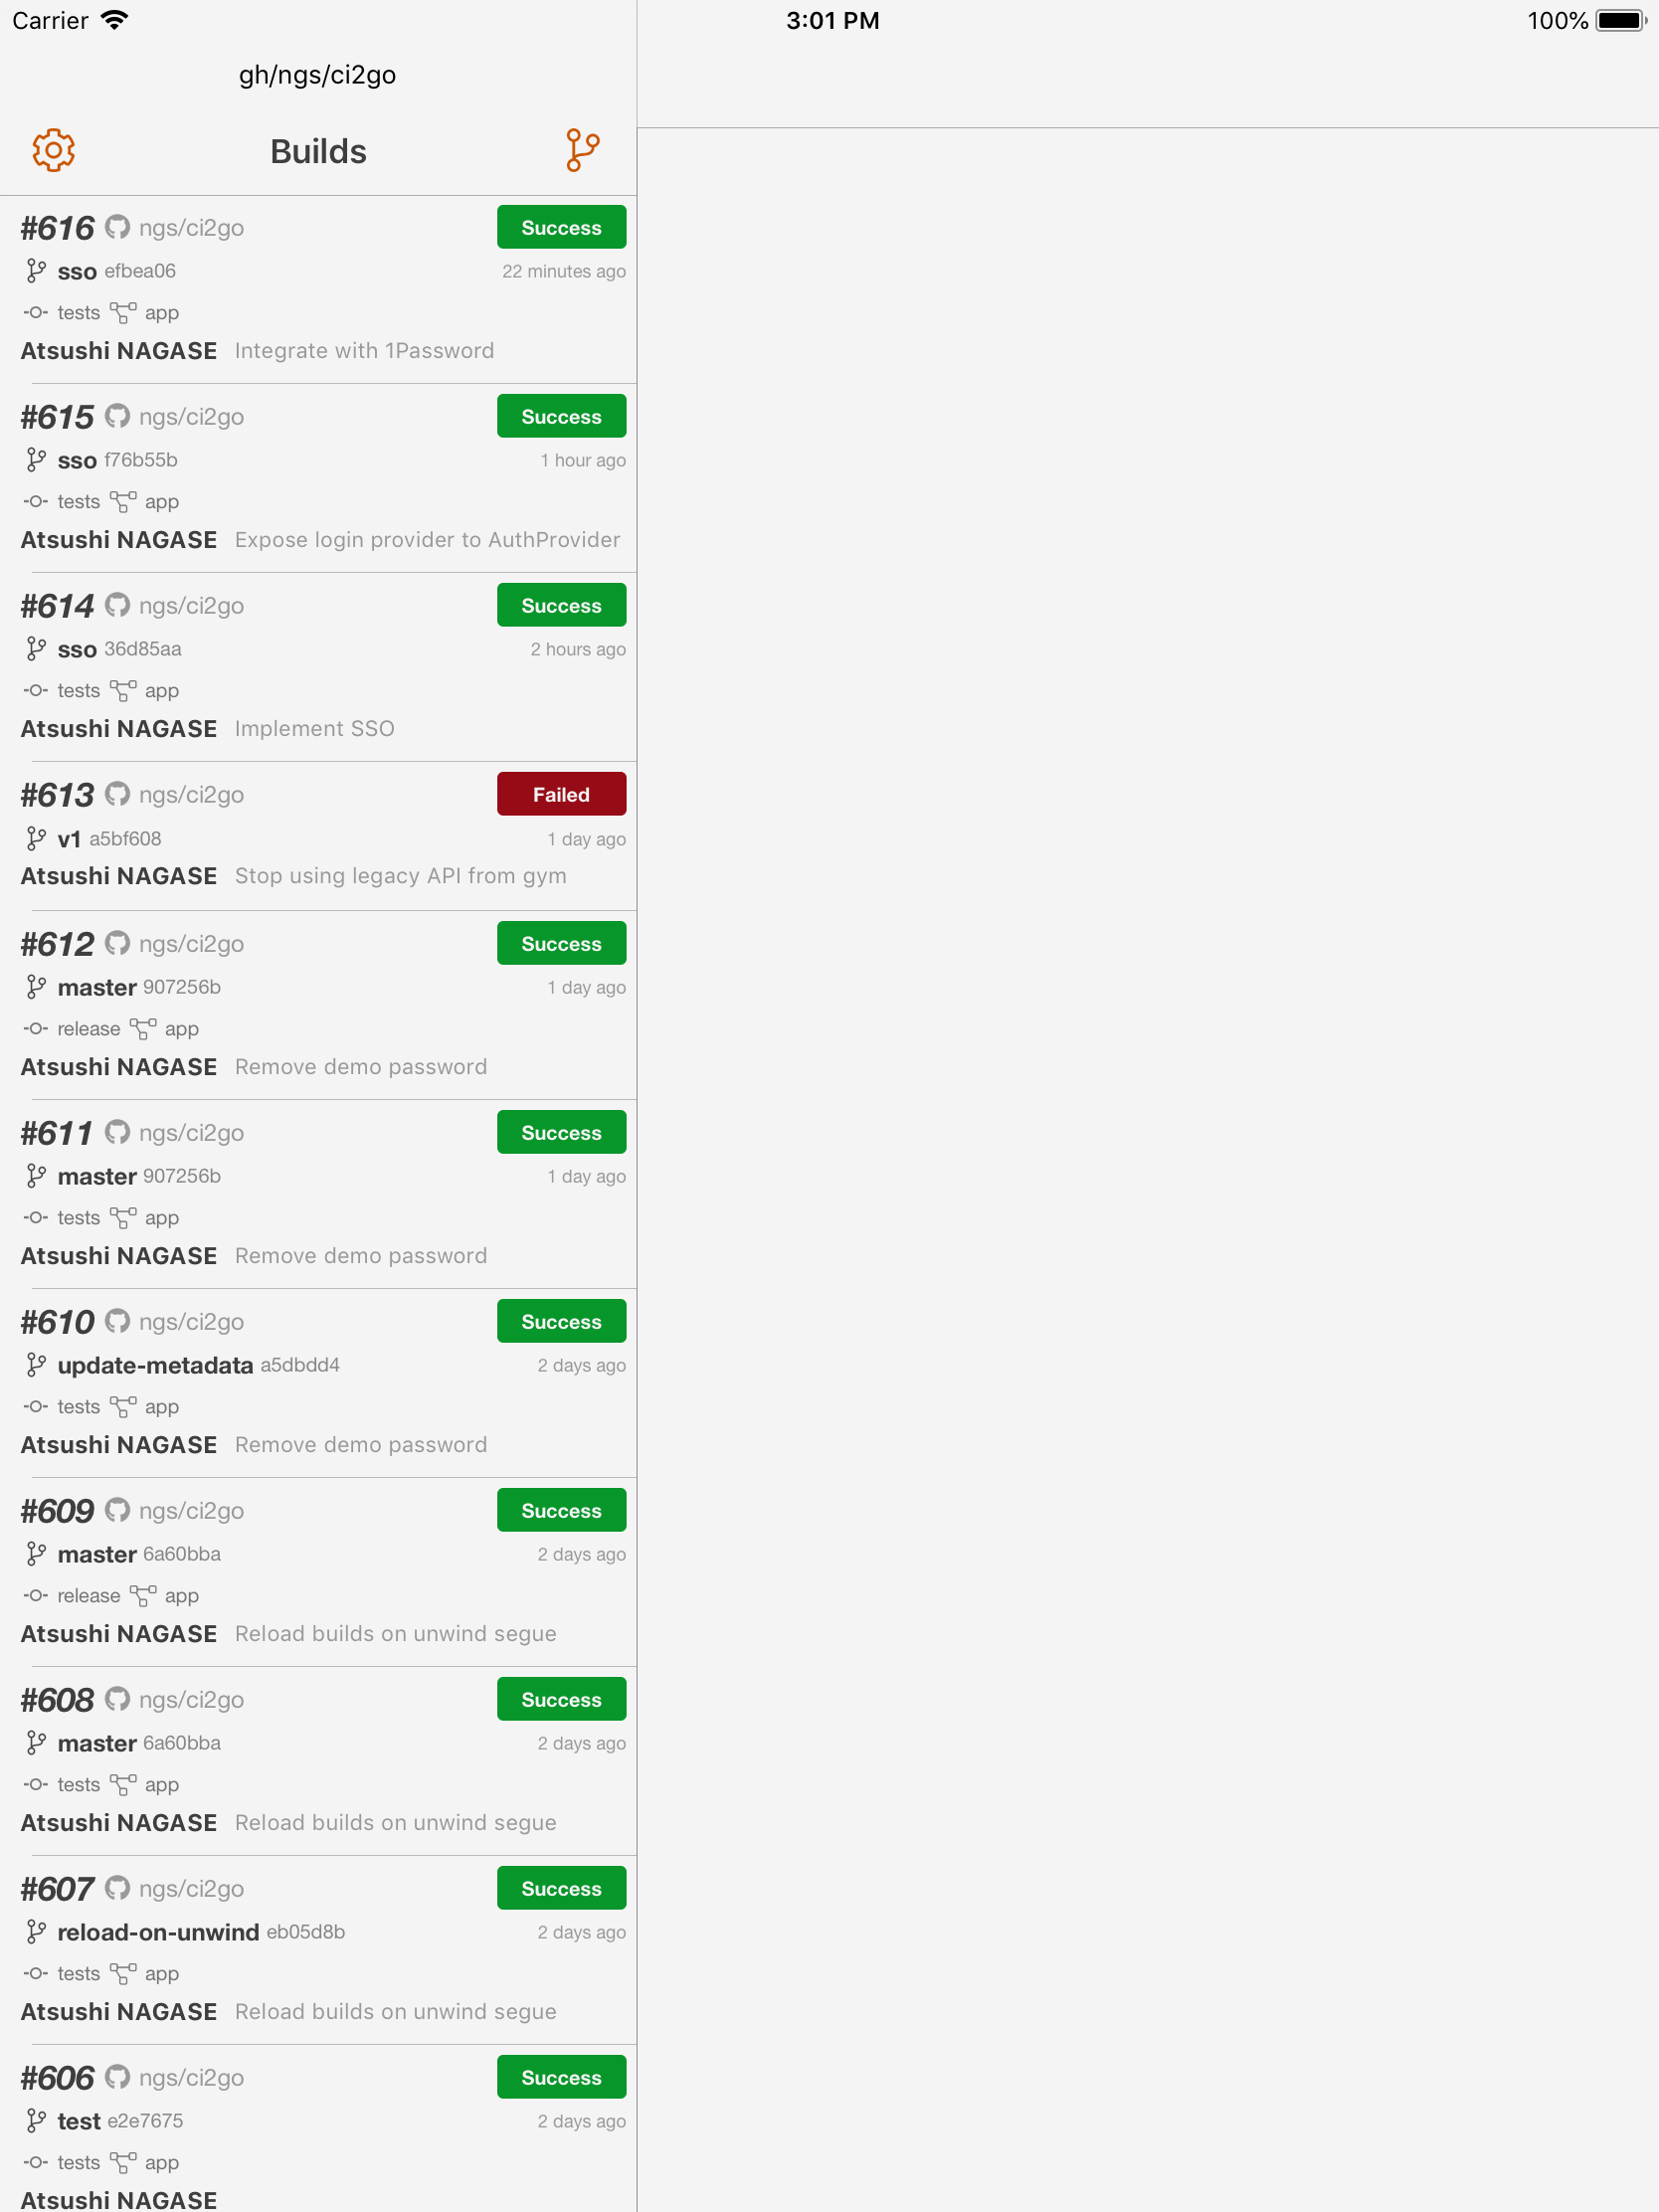 Carrier 3:01 PM 100%
gh/ngs/ci2go
Builds
#616 ngs/ci2go Success
sso efbea06 22 minutes ago
tests app
Atsushi NAGASE Integrate with 1Password
#615 ngs/ci2go Success
sso f76b55b 1 hour ago
tests app
Atsushi NAGASE Expose login provider to AuthProvider
#614 ngs/ci2go Success
sso 36d85aa 2 hours ago
tests app
Atsushi NAGASE Implement SSO
#613 ngs/ci2go Failed
v1 a5bf608 1 day ago
Atsushi NAGASE Stop using legacy API from gym
#612 ngs/ci2go Success
master 907256b 1 day ago
release app
Atsushi NAGASE Remove demo password
#611 ngs/ci2go Success
master 907256b 1 day ago
tests app
Atsushi NAGASE Remove demo password
#610 ngs/ci2go Success
update-metadata a5dbdd4 2 days ago
tests app
Atsushi NAGASE Remove demo password
#609 ngs/ci2go Success
master 6a60bba 2 days ago
release app
Atsushi NAGASE Reload builds on unwind segue
#608 ngs/ci2go Success
master 6a60bba 2 days ago
tests app
Atsushi NAGASE Reload builds on unwind segue
#607 ngs/ci2go Success
reload-on-unwind eb05d8b 2 days ago
tests app
Atsushi NAGASE Reload builds on unwind segue
#606 ngs/ci2go Success
test e2e7675 2 days ago
tests app
Atsushi NAGASE